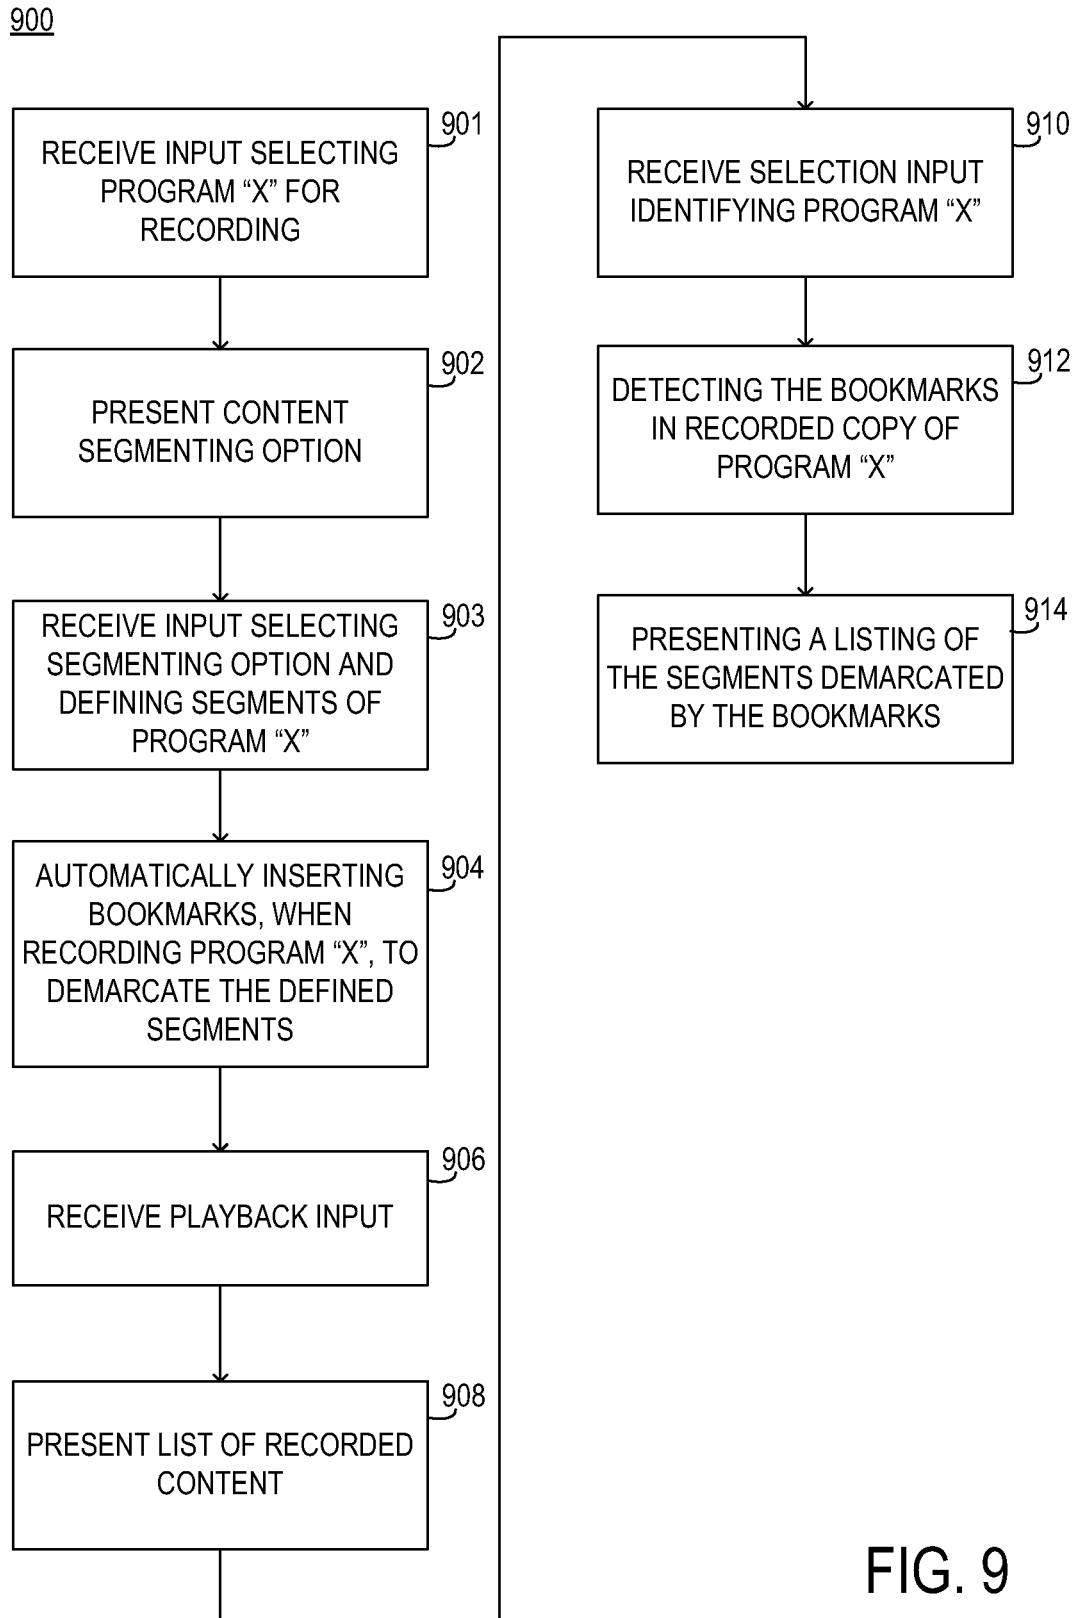 900
901
RECEIVE INPUT SELECTING
PROGRAM “X” FOR
RECORDING
902
PRESENT CONTENT
SEGMENTING OPTION
903
RECEIVE INPUT SELECTING
SEGMENTING OPTION AND
DEFINING SEGMENTS OF
PROGRAM “X”
904
AUTOMATICALLY INSERTING
BOOKMARKS, WHEN
RECORDING PROGRAM “X”, TO
DEMARCATE THE DEFINED
SEGMENTS
906
RECEIVE PLAYBACK INPUT
908
PRESENT LIST OF RECORDED
CONTENT
910
RECEIVE SELECTION INPUT
IDENTIFYING PROGRAM “X”
912
DETECTING THE BOOKMARKS
IN RECORDED COPY OF
PROGRAM “X”
914
PRESENTING A LISTING OF
THE SEGMENTS DEMARCATED
BY THE BOOKMARKS
FIG. 9